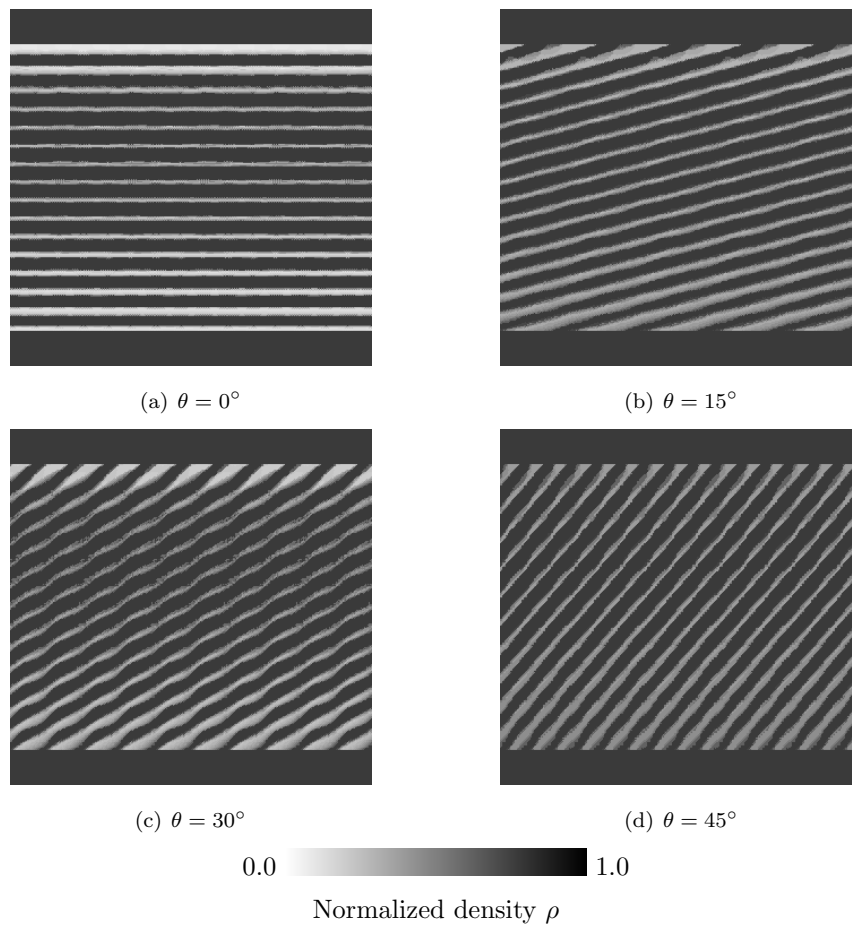 (a) θ = 0°
(b) θ = 15°
(c) θ = 30°
(d) θ = 45°
0.0 1.0
Normalized density ρ